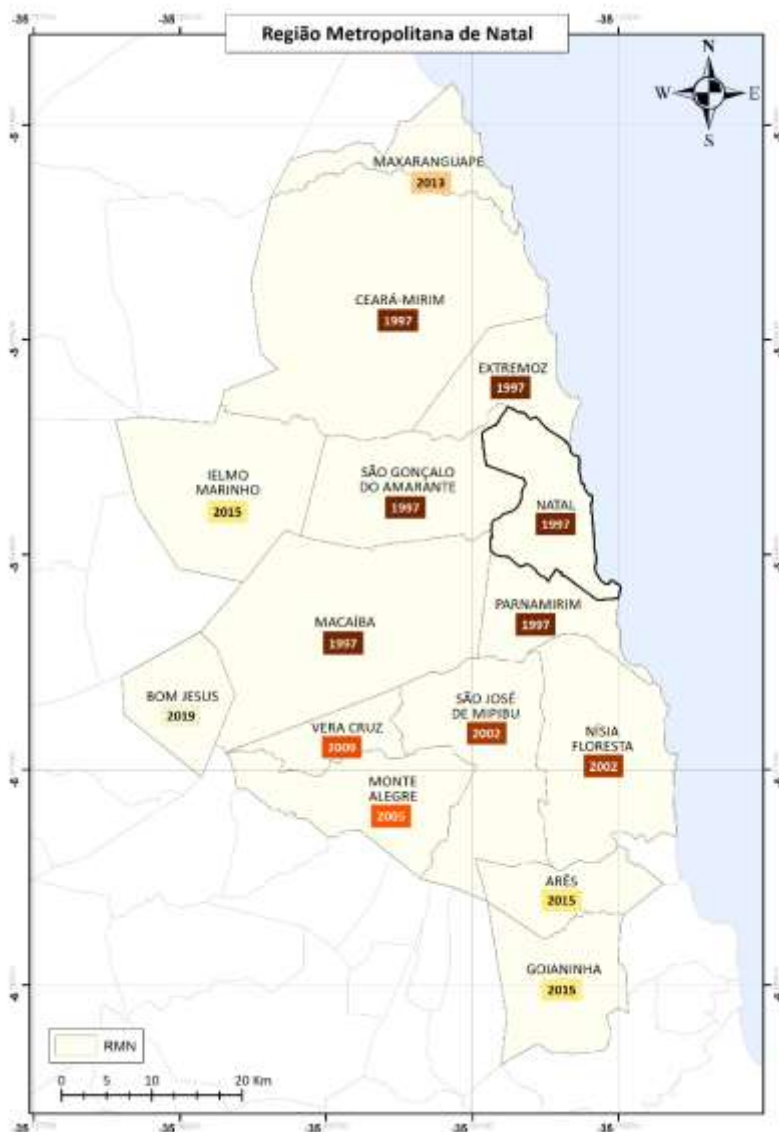 Região Metropolitana de Natal
N
W
E
S
MAXARANGUAPE
2013
CEARÁ-MIRIM
1997
EXTREMOZ
1997
IELMO
MARINHO
2015
SÃO GONÇALO
DO AMARANTE
1997
NATAL
1997
PARNAMIRIM
1997
MACAÍBA
1997
BOM JESUS
2019
VERA CRUZ
2009
SÃO JOSÉ
DE MIPIBU
2002
NÍSIA
FLORESTA
2002
MONTE
ALEGRE
2005
ARÊS
2015
GOIANINHA
2015
RMN
0 5 10 20 Km